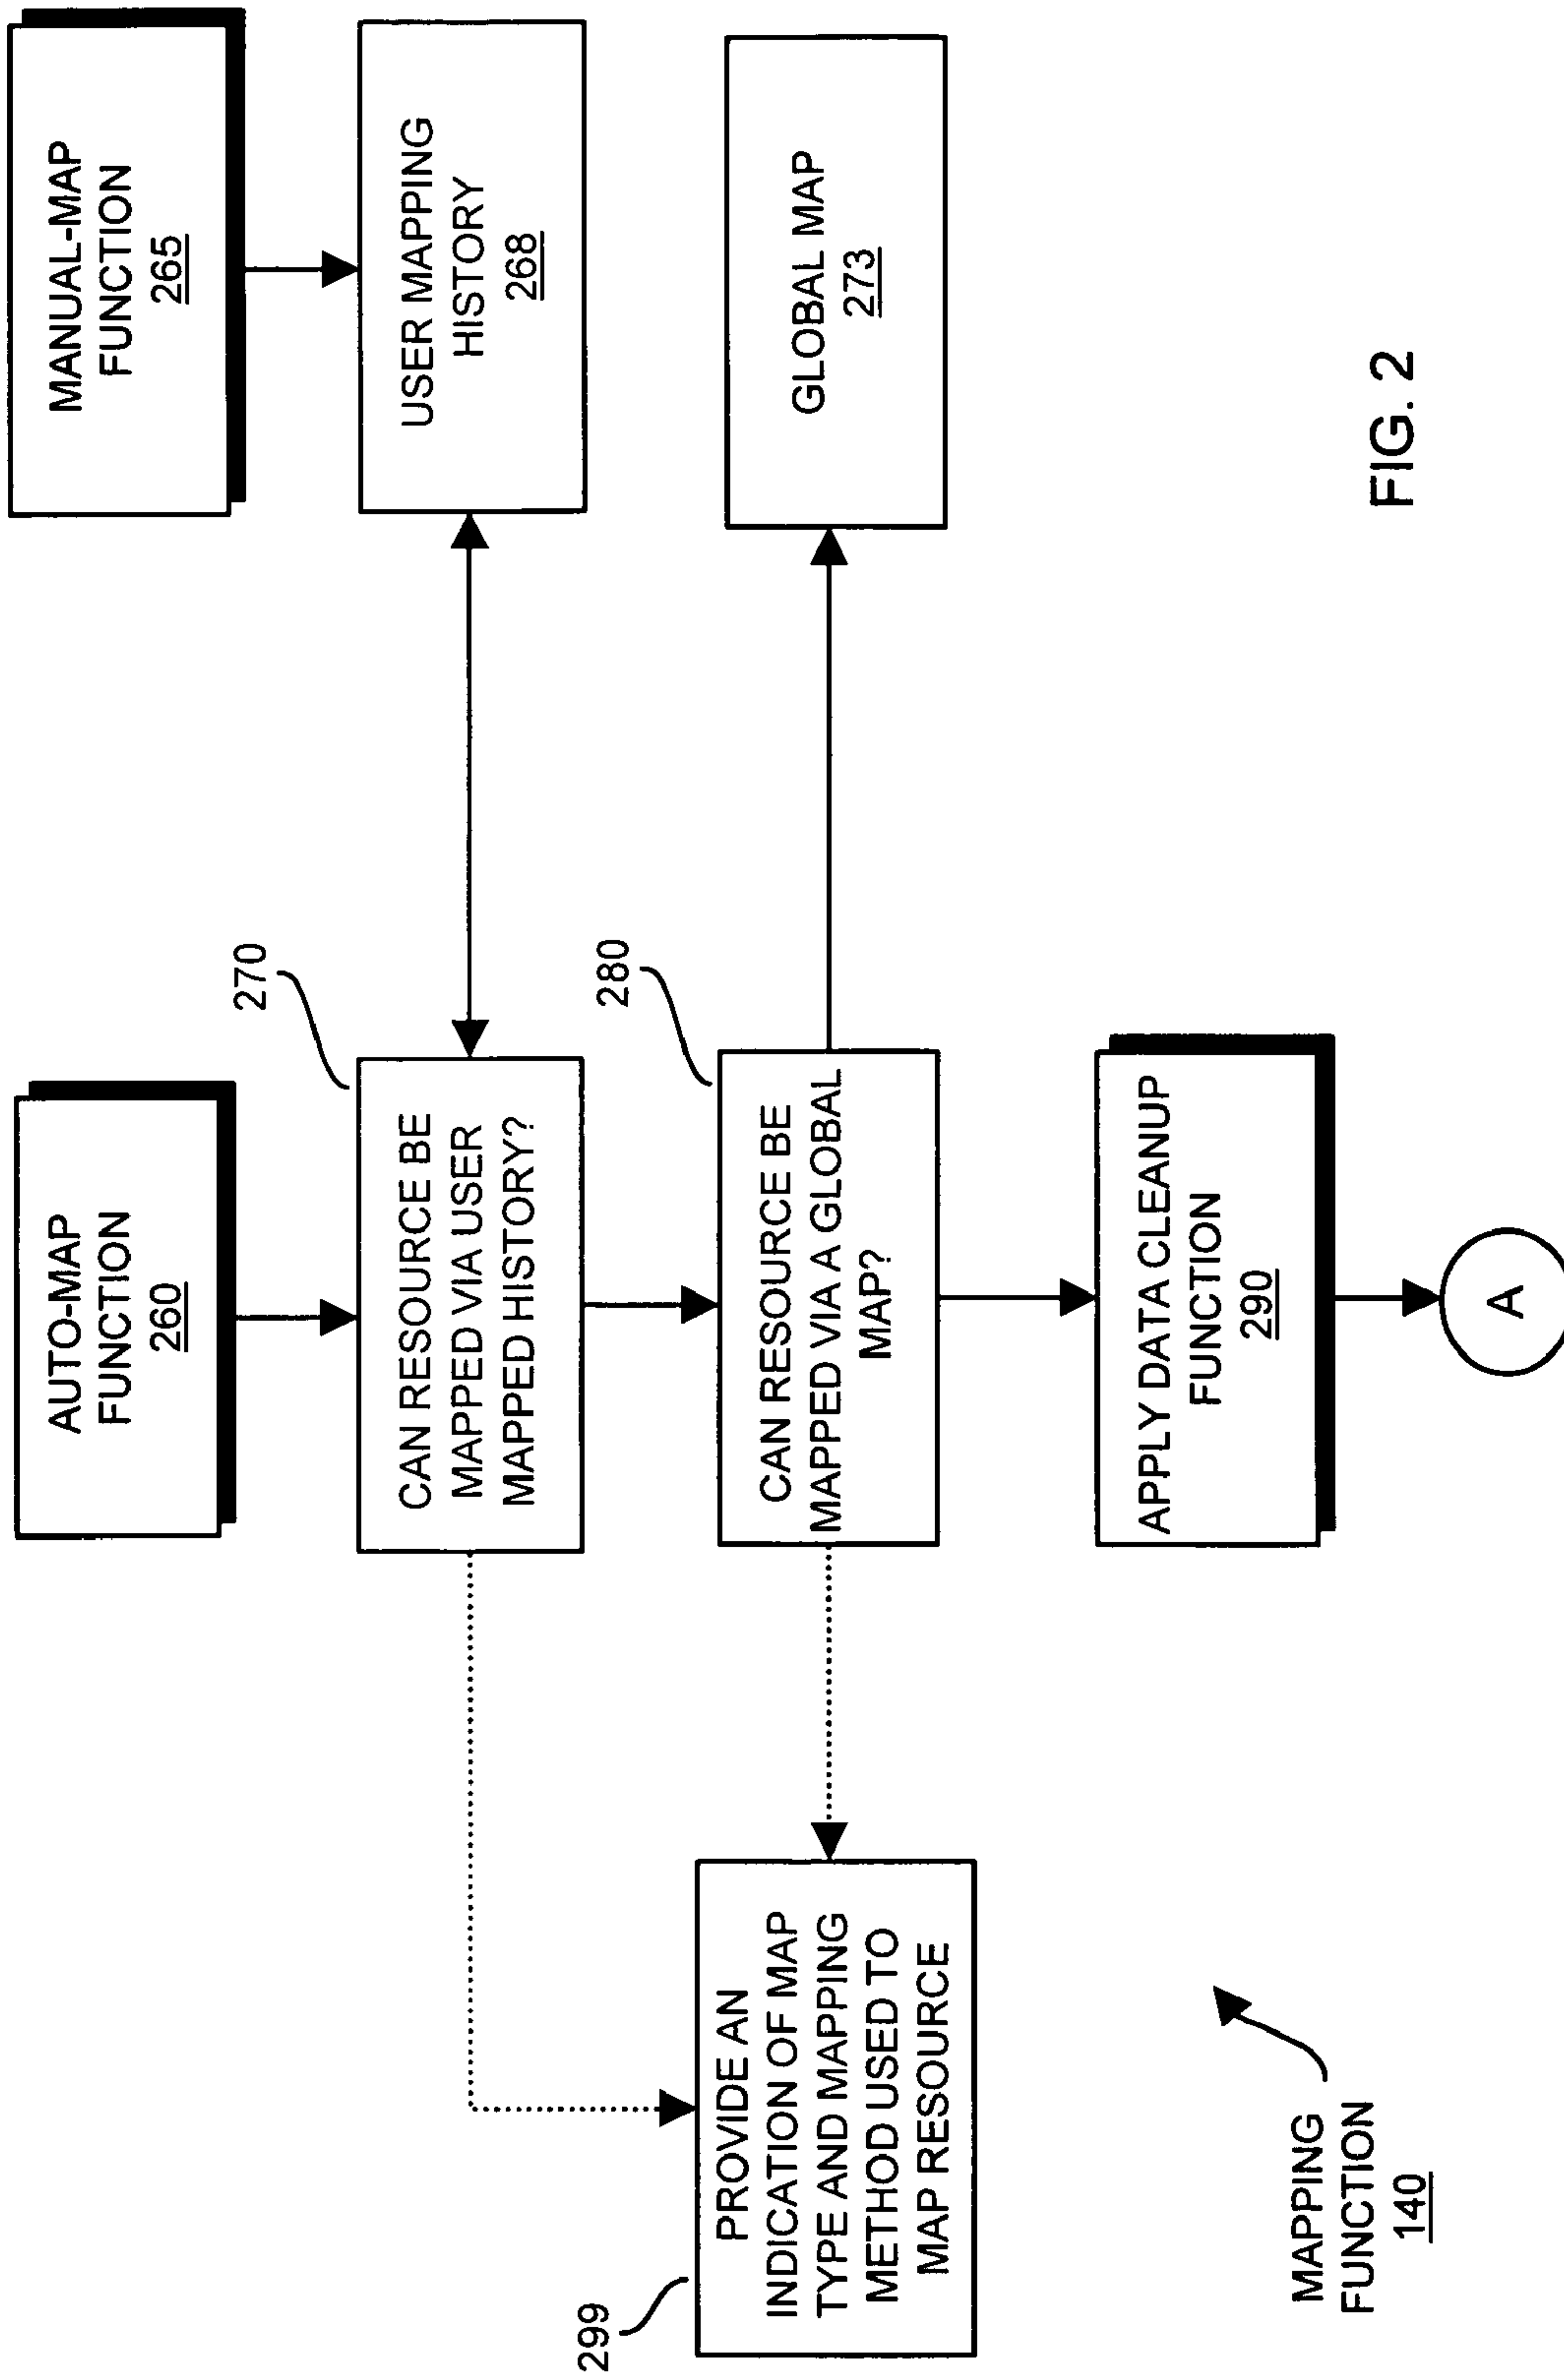 AUTO-MAP
FUNCTION
260
MANUAL-MAP
FUNCTION
265
270
CAN RESOURCE BE
MAPPED VIA USER
MAPPED HISTORY?
USER MAPPING
HISTORY
268
299
PROVIDE AN
INDICATION OF MAP
TYPE AND MAPPING
METHOD USED TO
MAP RESOURCE
280
CAN RESOURCE BE
MAPPED VIA A GLOBAL
MAP?
GLOBAL MAP
273
APPLY DATA CLEANUP
FUNCTION
290
A
MAPPING
FUNCTION
140
FIG. 2